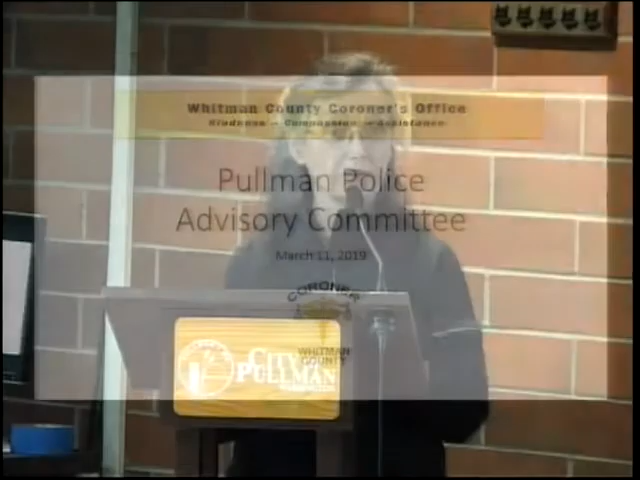 Whitman County Coroner's Office
Kindness – Compassion – Assistance
Pullman Police
Advisory Committee
March 11, 2019
CORONER
WHITMAN
COUNTY
CITY OF
PULLMAN